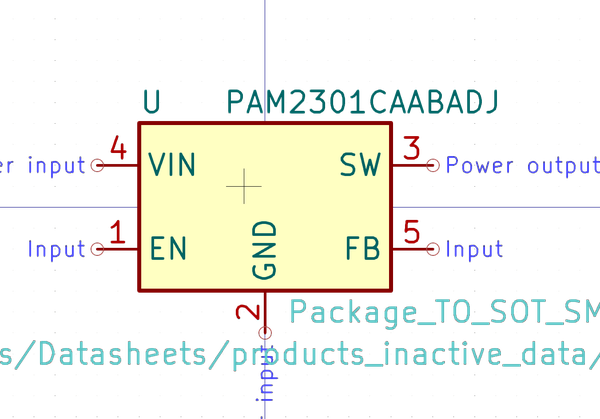 U PAM2301CAABADJ
er input 4 VIN SW 3 Power output
Input 1 EN GND FB 5 Input
2 Package_TO_SOT_SM
s/Datasheets/products_inactive_data/
input